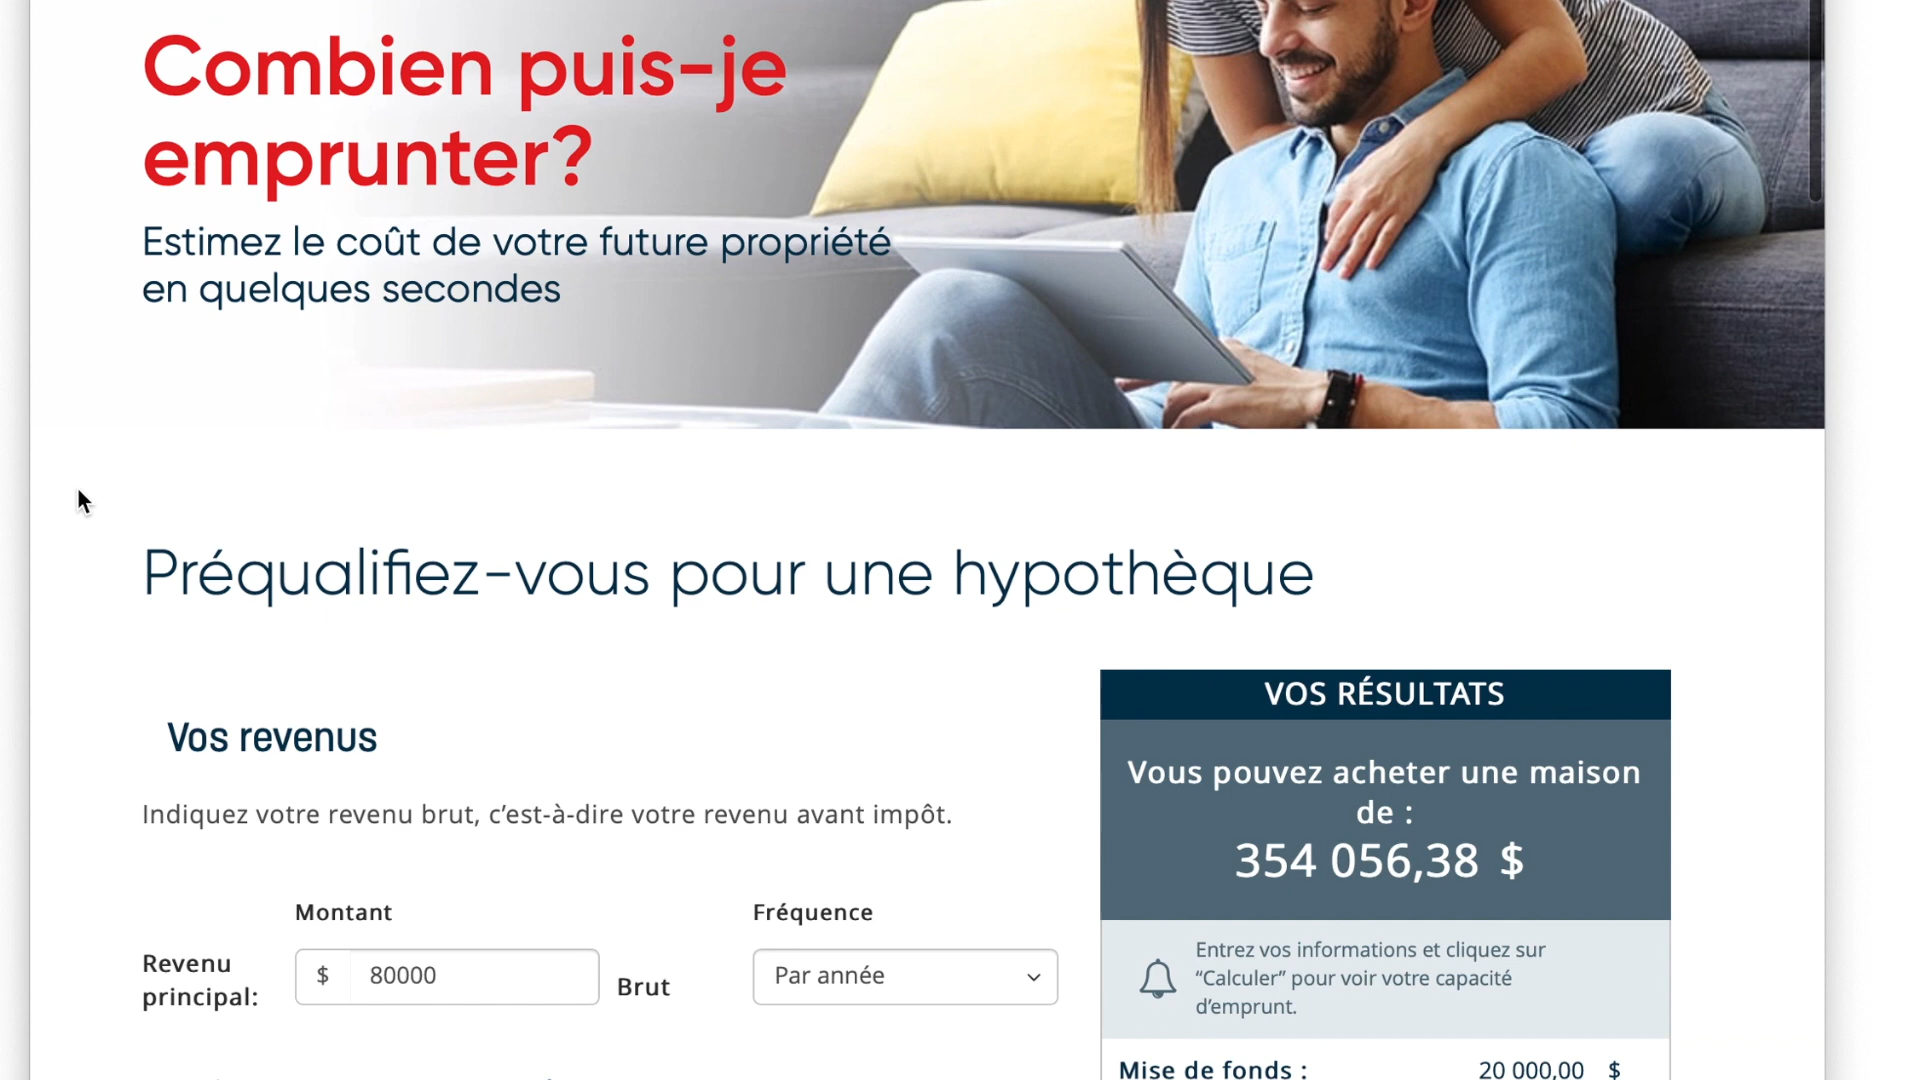 Combien puis-je
emprunter?
Estimez le coût de votre future propriété
en quelques secondes
Préqualifiez-vous pour une hypothèque
Vos revenus
Indiquez votre revenu brut, c’est-à-dire votre revenu avant impôt.
Montant
Fréquence
Revenu
principal:
$ 80000
Brut
Par année
VOS RÉSULTATS
Vous pouvez acheter une maison
de :
354 056,38 $
Entrez vos informations et cliquez sur
“Calculer” pour voir votre capacité
d’emprunt.
Mise de fonds : 20 000,00 $